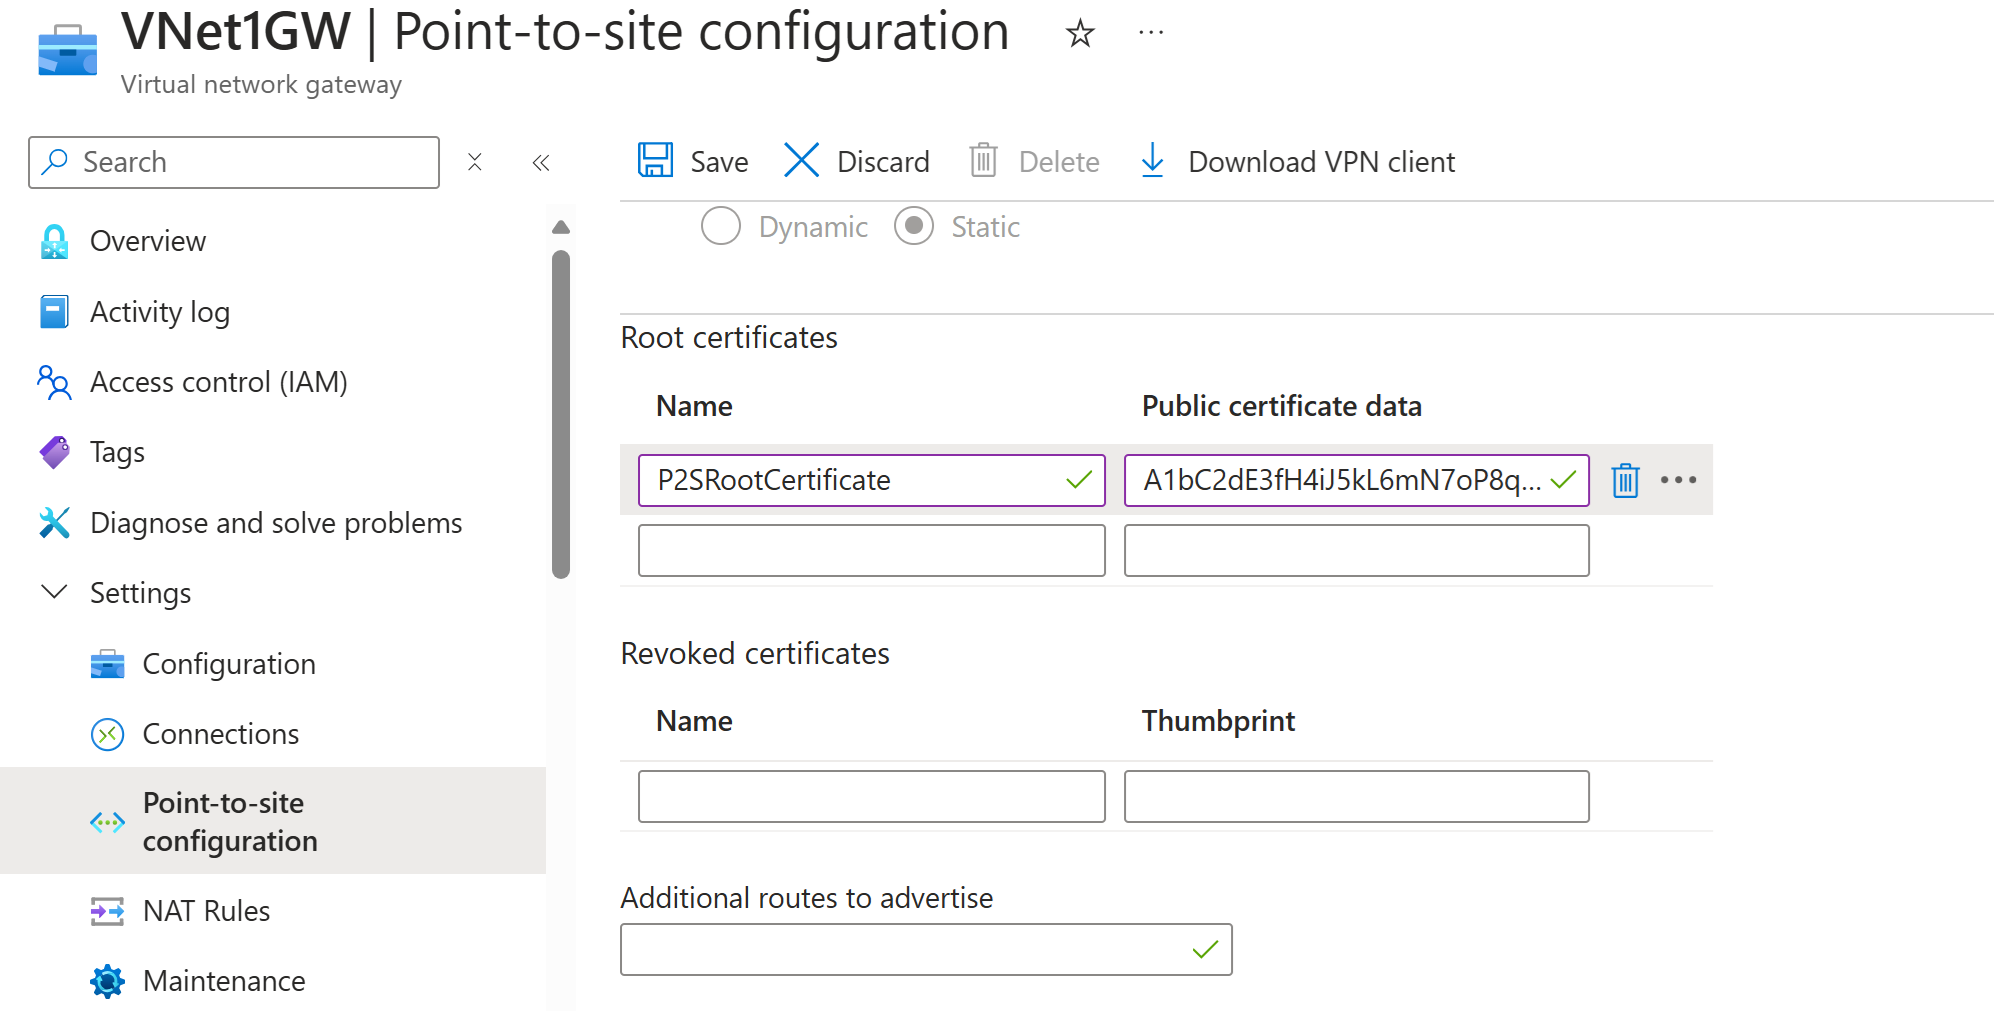 VNet1GW | Point-to-site configuration
Virtual network gateway
Search
Save
Discard
Delete
Download VPN client
Overview
Activity log
Access control (IAM)
Tags
Diagnose and solve problems
Settings
Configuration
Connections
Point-to-site
configuration
NAT Rules
Maintenance
Dynamic
Static
Root certificates
Name
Public certificate data
P2SRootCertificate
A1bC2dE3fH4iJ5kL6mN7oP8q...
Revoked certificates
Name
Thumbprint
Additional routes to advertise